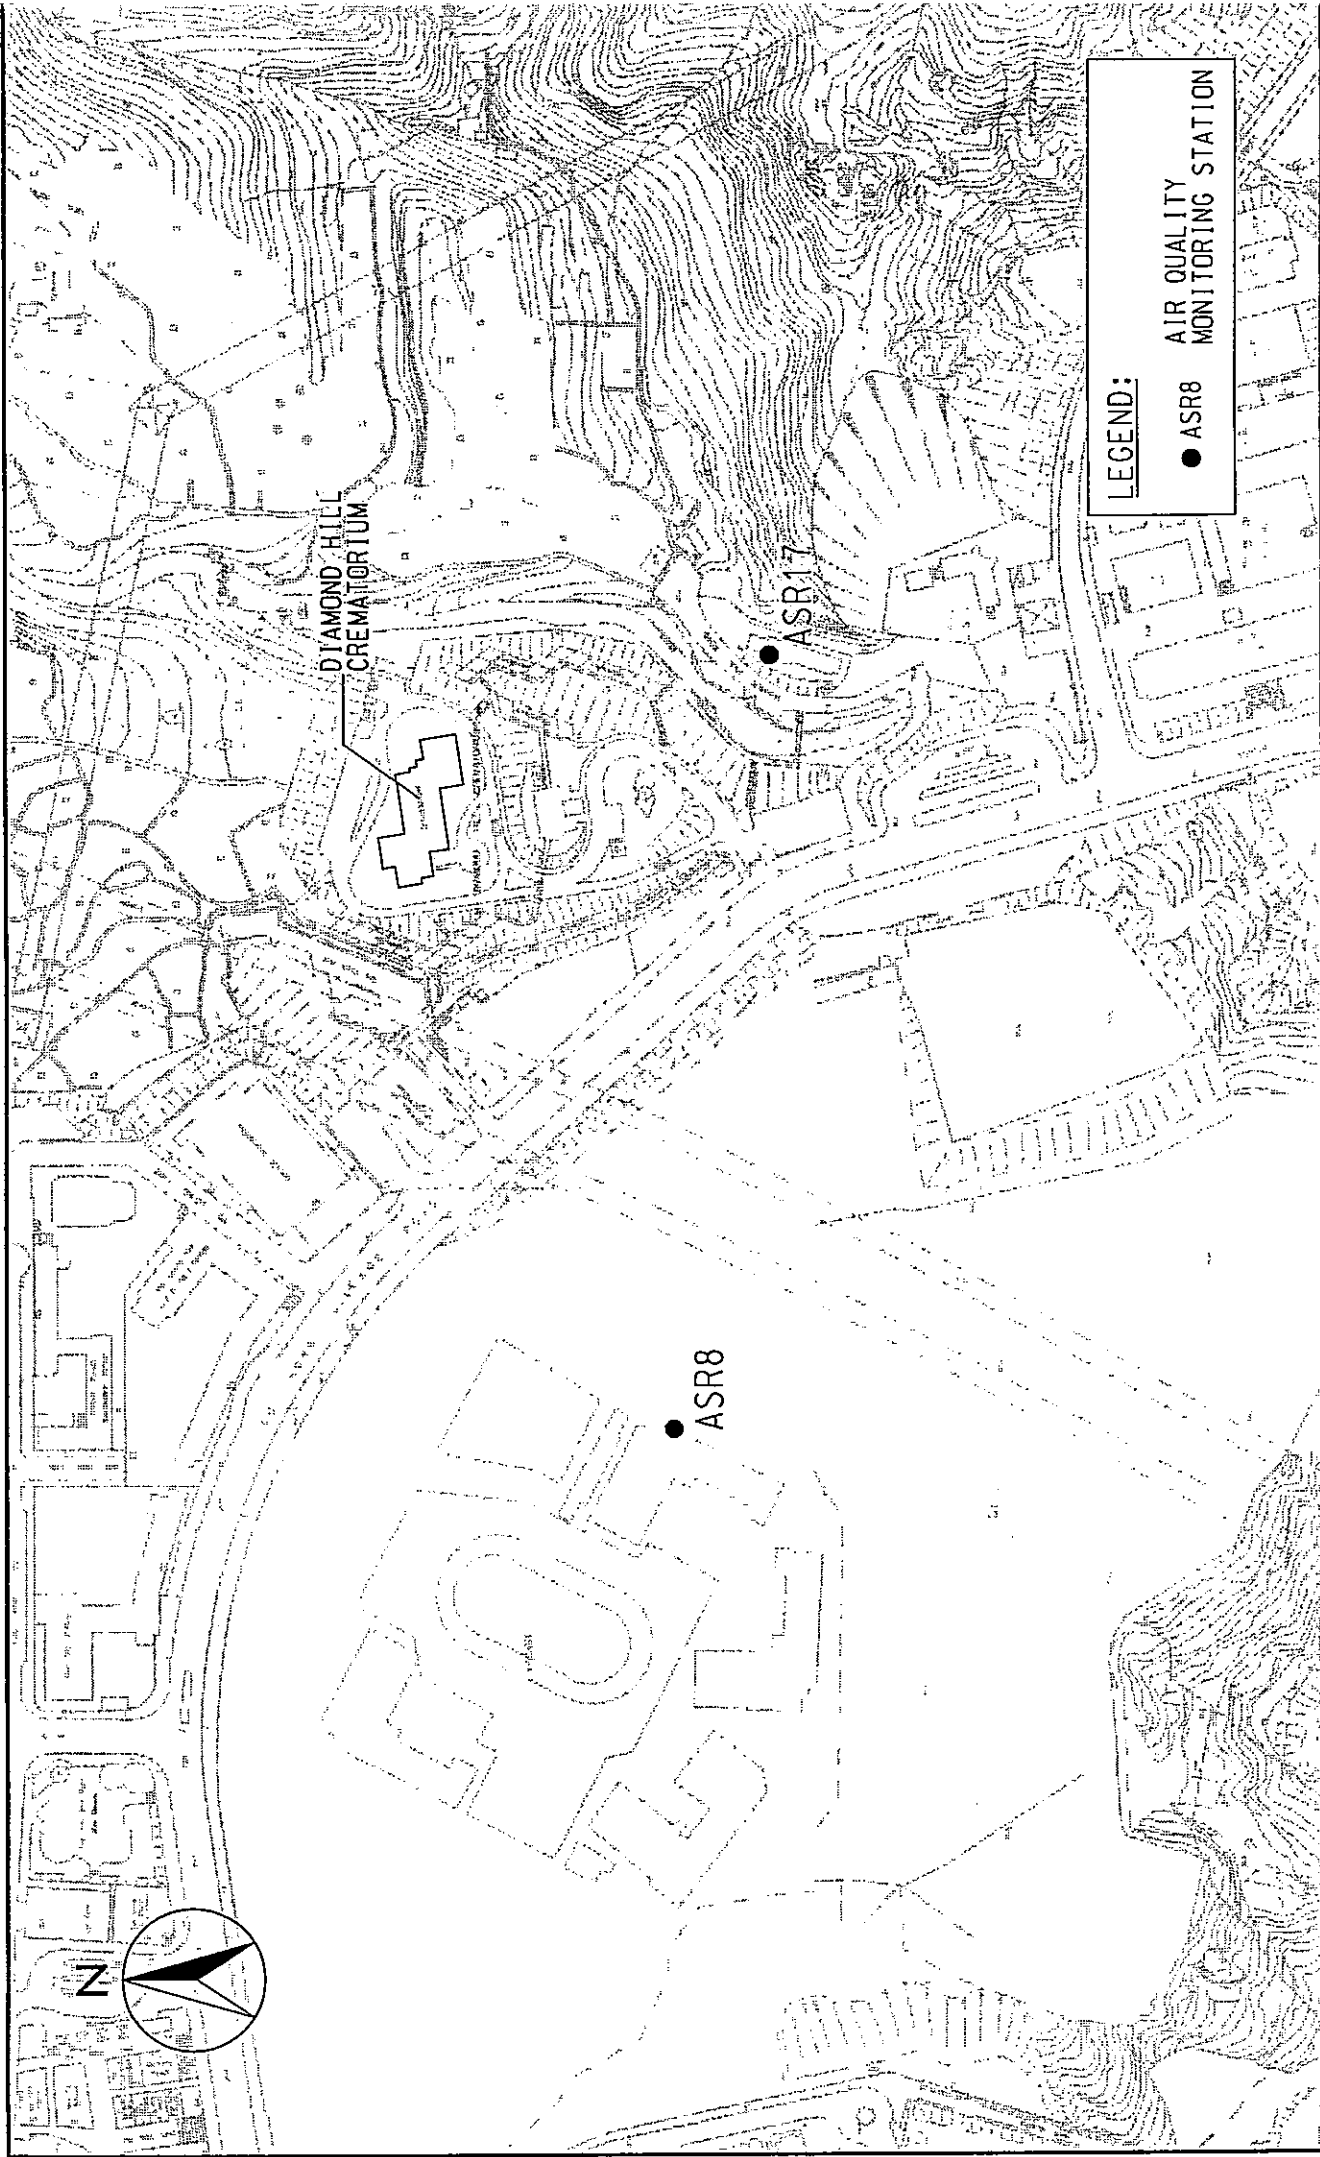 N
DIAMOND HILL
CREMATORIUM
ASR17
ASR8
LEGEND:
ASR8
AIR QUALITY
MONITORING STATION